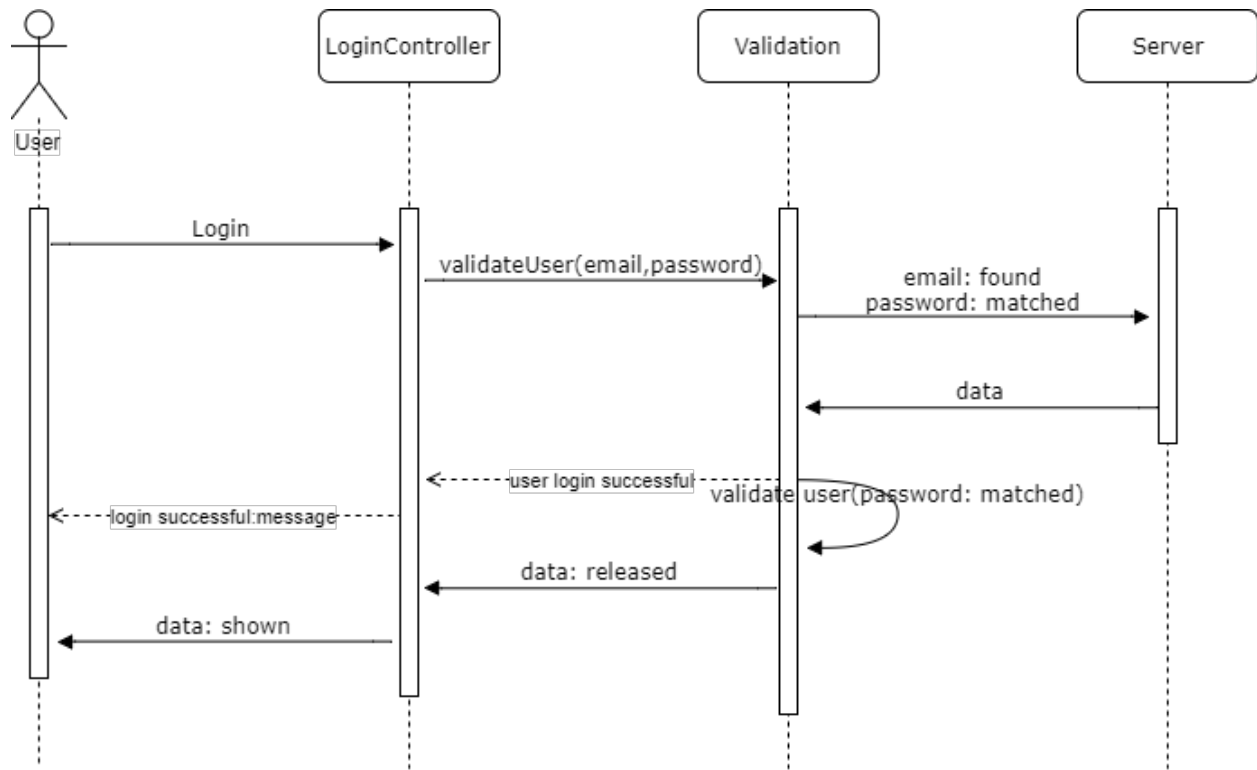 LoginController
Validation
Server
User
Login
validateUser(email,password)
email: found
password: matched
data
user login successful
validate user(password: matched)
login successful:message
data: released
data: shown